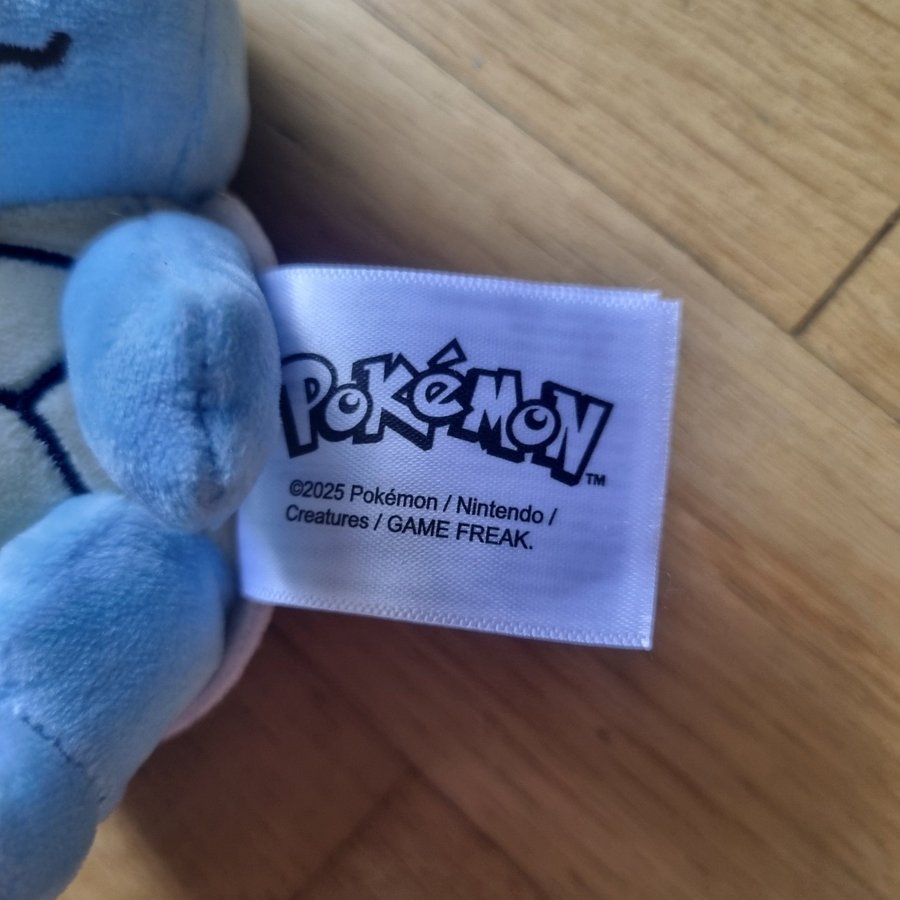 POKéMON™
©2025 Pokémon / Nintendo /
Creatures / GAME FREAK.